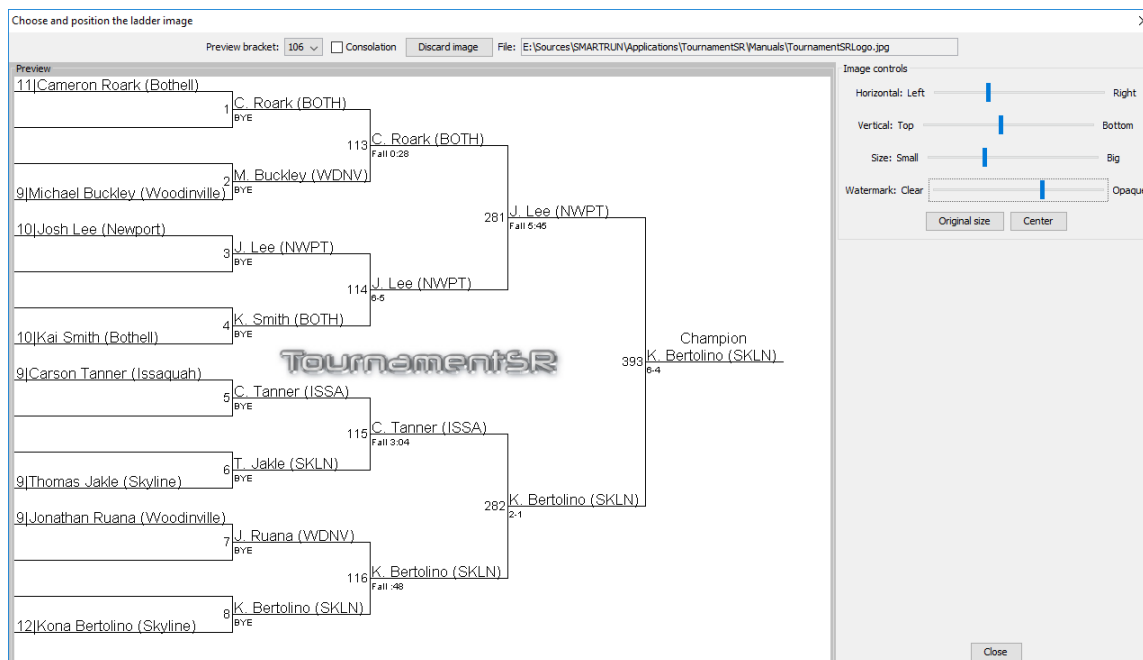 Choose and position the ladder image
Preview bracket: 106 Consolation Discard image File: E:\Sources\SMARTRUN\Applications\TournamentSR\Manuals\TournamentSRLogo.jpg
Preview
11|Cameron Roark (Bothell)
1 C. Roark (BOTH)
BYE
113 C. Roark (BOTH)
Fall 0:28
2 M. Buckley (WDNV)
BYE
9|Michael Buckley (Woodinville)
281 J. Lee (NWPT)
Fall 5:45
10|Josh Lee (Newport)
3 J. Lee (NWPT)
BYE
114 J. Lee (NWPT)
6-5
4 K. Smith (BOTH)
BYE
10|Kai Smith (Bothell)
TournamentSR
Champion
393 K. Bertolino (SKLN)
6-4
9|Carson Tanner (Issaquah)
5 C. Tanner (ISSA)
BYE
115 C. Tanner (ISSA)
Fall 3:04
6 T. Jakle (SKLN)
BYE
9|Thomas Jakle (Skyline)
282 K. Bertolino (SKLN)
2-1
9|Jonathan Ruana (Woodinville)
7 J. Ruana (WDNV)
BYE
116 K. Bertolino (SKLN)
Fall :48
8 K. Bertolino (SKLN)
BYE
12|Kona Bertolino (Skyline)
Image controls
Horizontal: Left Right
Vertical: Top Bottom
Size: Small Big
Watermark: Clear Opaque
Original size Center
Close